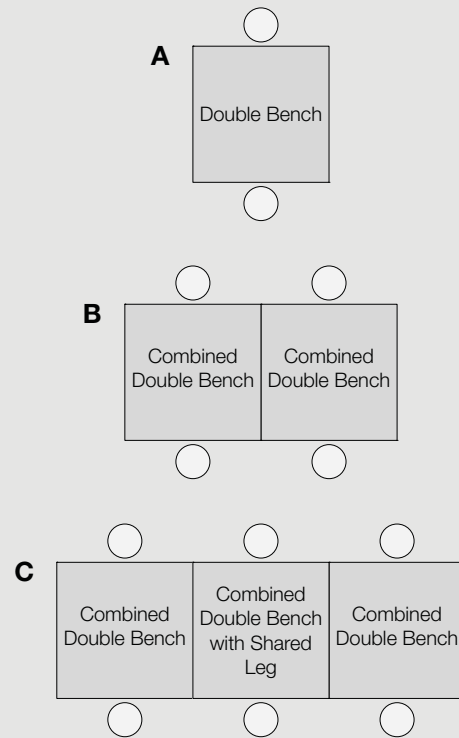 A
Double Bench
B
Combined
Double Bench
Combined
Double Bench
C
Combined
Double Bench
Combined
Double Bench
with Shared
Leg
Combined
Double Bench